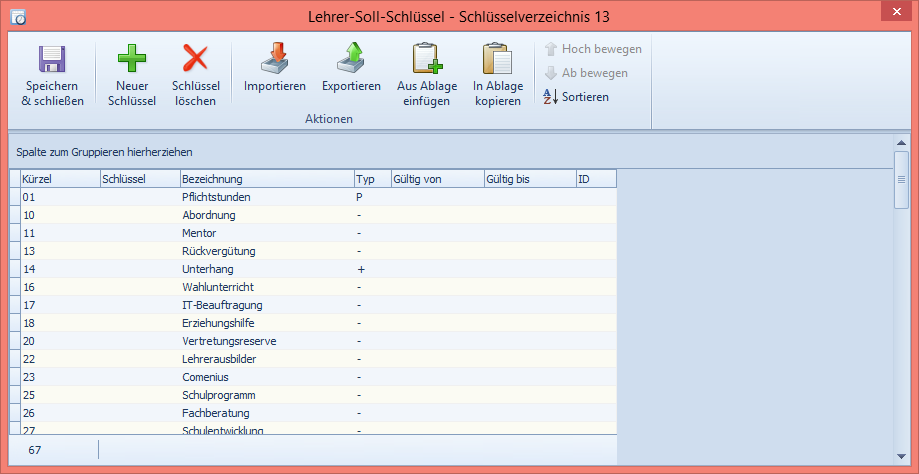 Lehrer-Soll-Schlüssel - Schlüsselverzeichnis 13
Speichern & schließen
Neuer Schlüssel
Schlüssel löschen
Importieren
Exportieren
Aus Ablage einfügen
In Ablage kopieren
Hoch bewegen
Ab bewegen
Sortieren
Aktionen
Spalte zum Gruppieren hierherziehen
Kürzel Schlüssel Bezeichnung Typ Gültig von Gültig bis ID
01 Pflichtstunden P
10 Abordnung -
11 Mentor -
13 Rückvergütung -
14 Unterhang +
16 Wahlunterricht -
17 IT-Beauftragung -
18 Erziehungshilfe -
20 Vertretungsreserve -
22 Lehrerausbilder -
23 Comenius -
25 Schulprogramm -
26 Fachberatung -
27 Schulentwicklung -
67